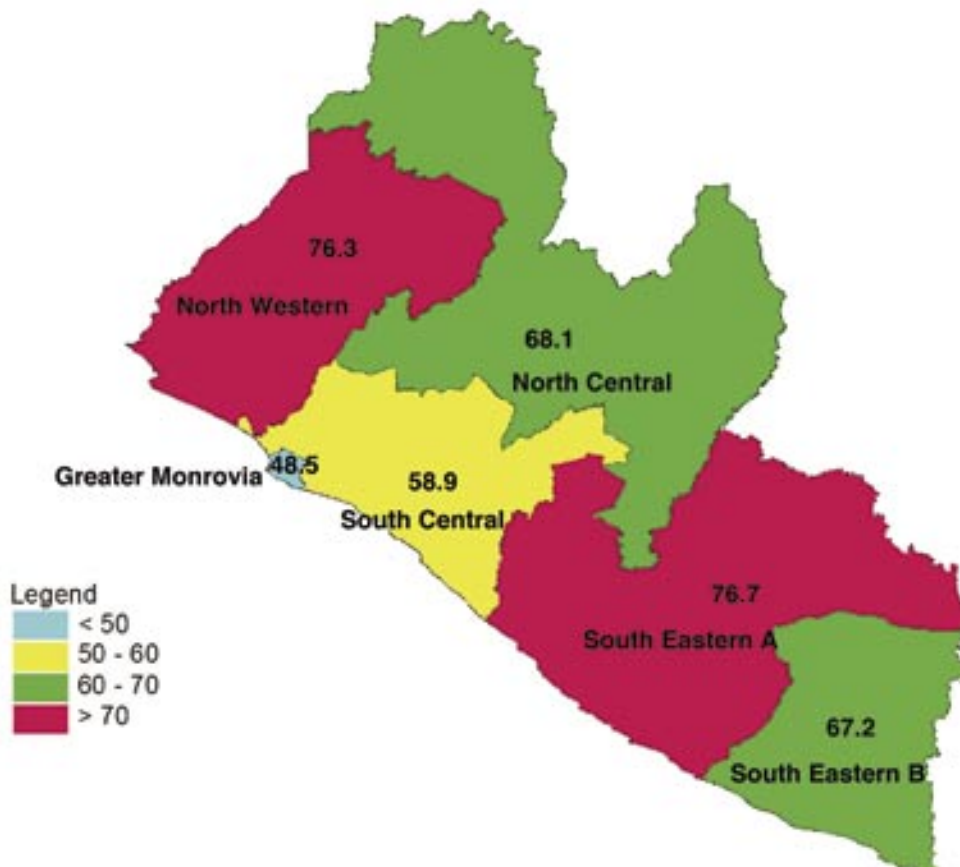 76.3
North Western
68.1
North Central
48.5
Greater Monrovia
58.9
South Central
Legend
< 50
50 - 60
60 - 70
> 70
76.7
South Eastern A
67.2
South Eastern B